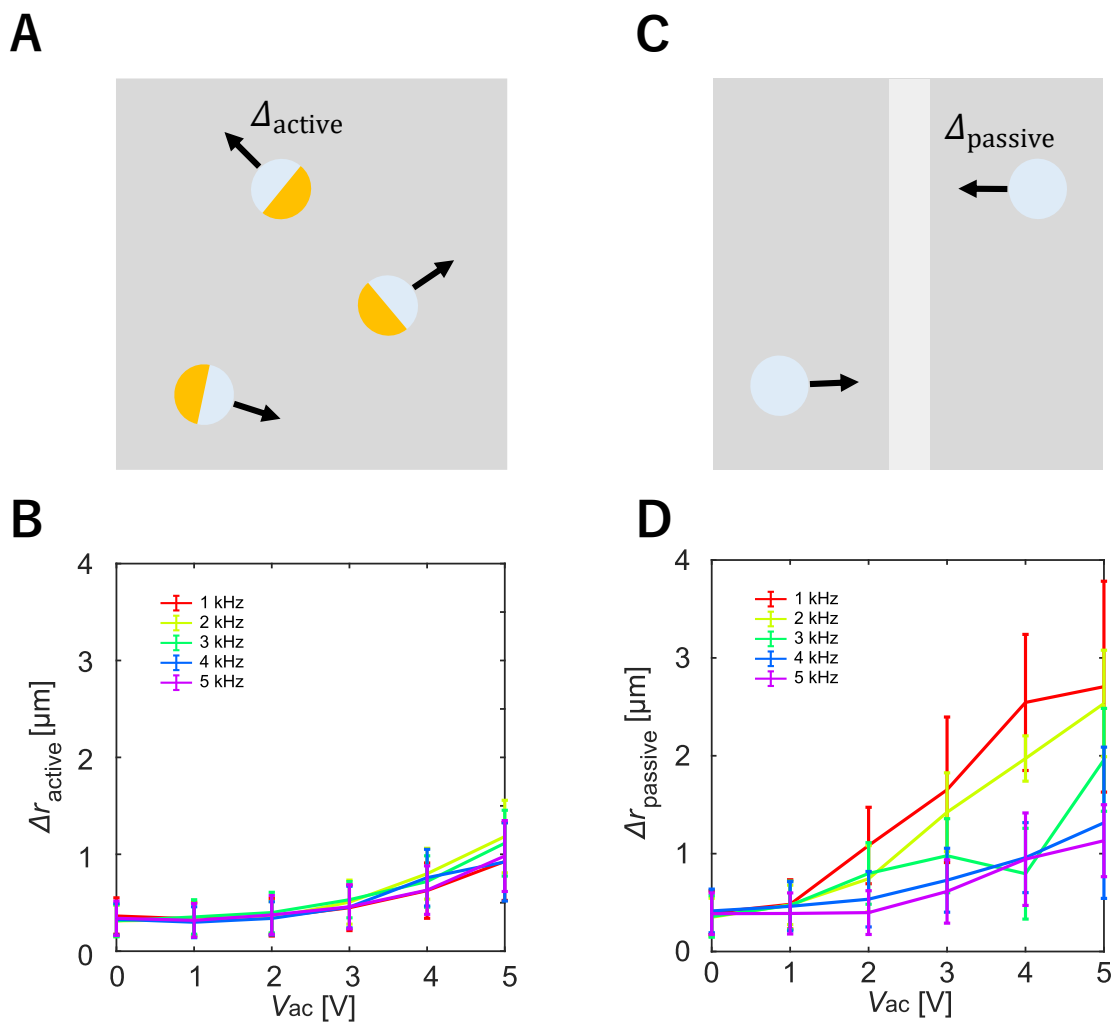 A
Δactive
C
Δpassive
B
4
3
2
1
0
Δractive [μm]
1 kHz
2 kHz
3 kHz
4 kHz
5 kHz
0 1 2 3 4 5
Vac [V]
D
4
3
2
1
0
Δrpassive [μm]
1 kHz
2 kHz
3 kHz
4 kHz
5 kHz
0 1 2 3 4 5
Vac [V]